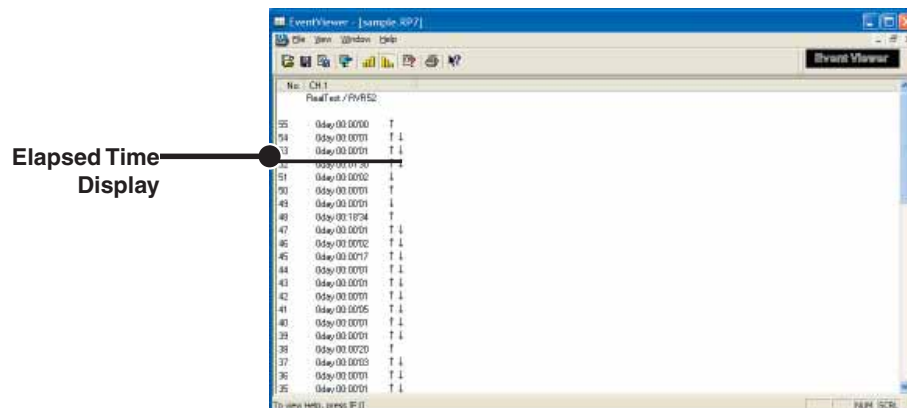 EventViewer - [sample.RP7]
File View Window Help
Event Viewer
No. CH.1
RealTest / RVR52
55 0day 00:00'00 ↑
54 0day 00:00'01 ↑ ↓
53 0day 00:00'01 ↑ ↓
Elapsed Time
Display
52 0day 00:01'30 ↑ ↓
51 0day 00:00'02 ↓
50 0day 00:00'01 ↑
49 0day 00:00'01 ↓
48 0day 00:18'34 ↑
47 0day 00:00'01 ↑ ↓
46 0day 00:00'02 ↑ ↓
45 0day 00:00'17 ↑ ↓
44 0day 00:00'01 ↑ ↓
43 0day 00:00'01 ↑ ↓
42 0day 00:00'01 ↑ ↓
41 0day 00:00'05 ↑ ↓
40 0day 00:00'01 ↑ ↓
39 0day 00:00'01 ↑ ↓
38 0day 00:00'20 ↑
37 0day 00:00'03 ↑ ↓
36 0day 00:00'01 ↑ ↓
35 0day 00:00'01 ↑ ↓
To view Help, press [F1]
NUM SCRL